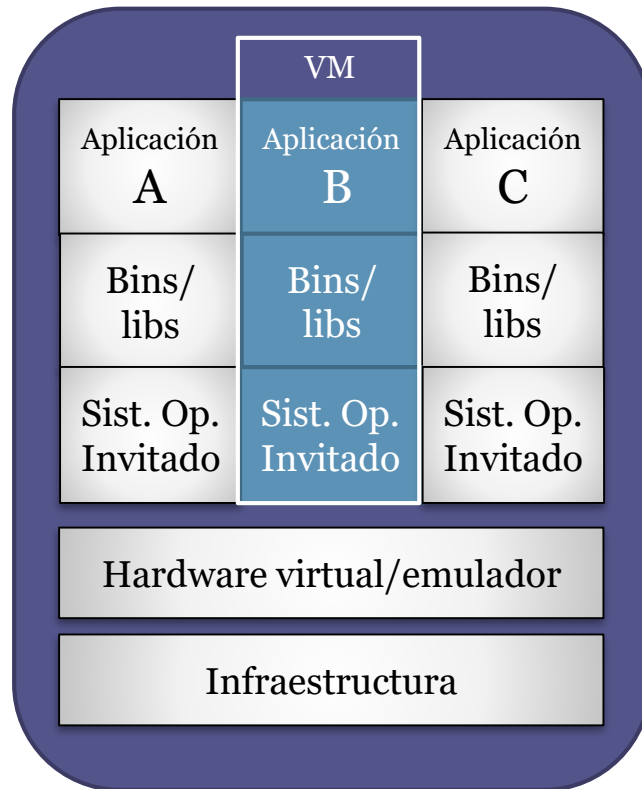 VM
Aplicación
A
Aplicación
B
Aplicación
C
Bins/
libs
Bins/
libs
Bins/
libs
Sist. Op.
Invitado
Sist. Op.
Invitado
Sist. Op.
Invitado
Hardware virtual/emulador
Infraestructura